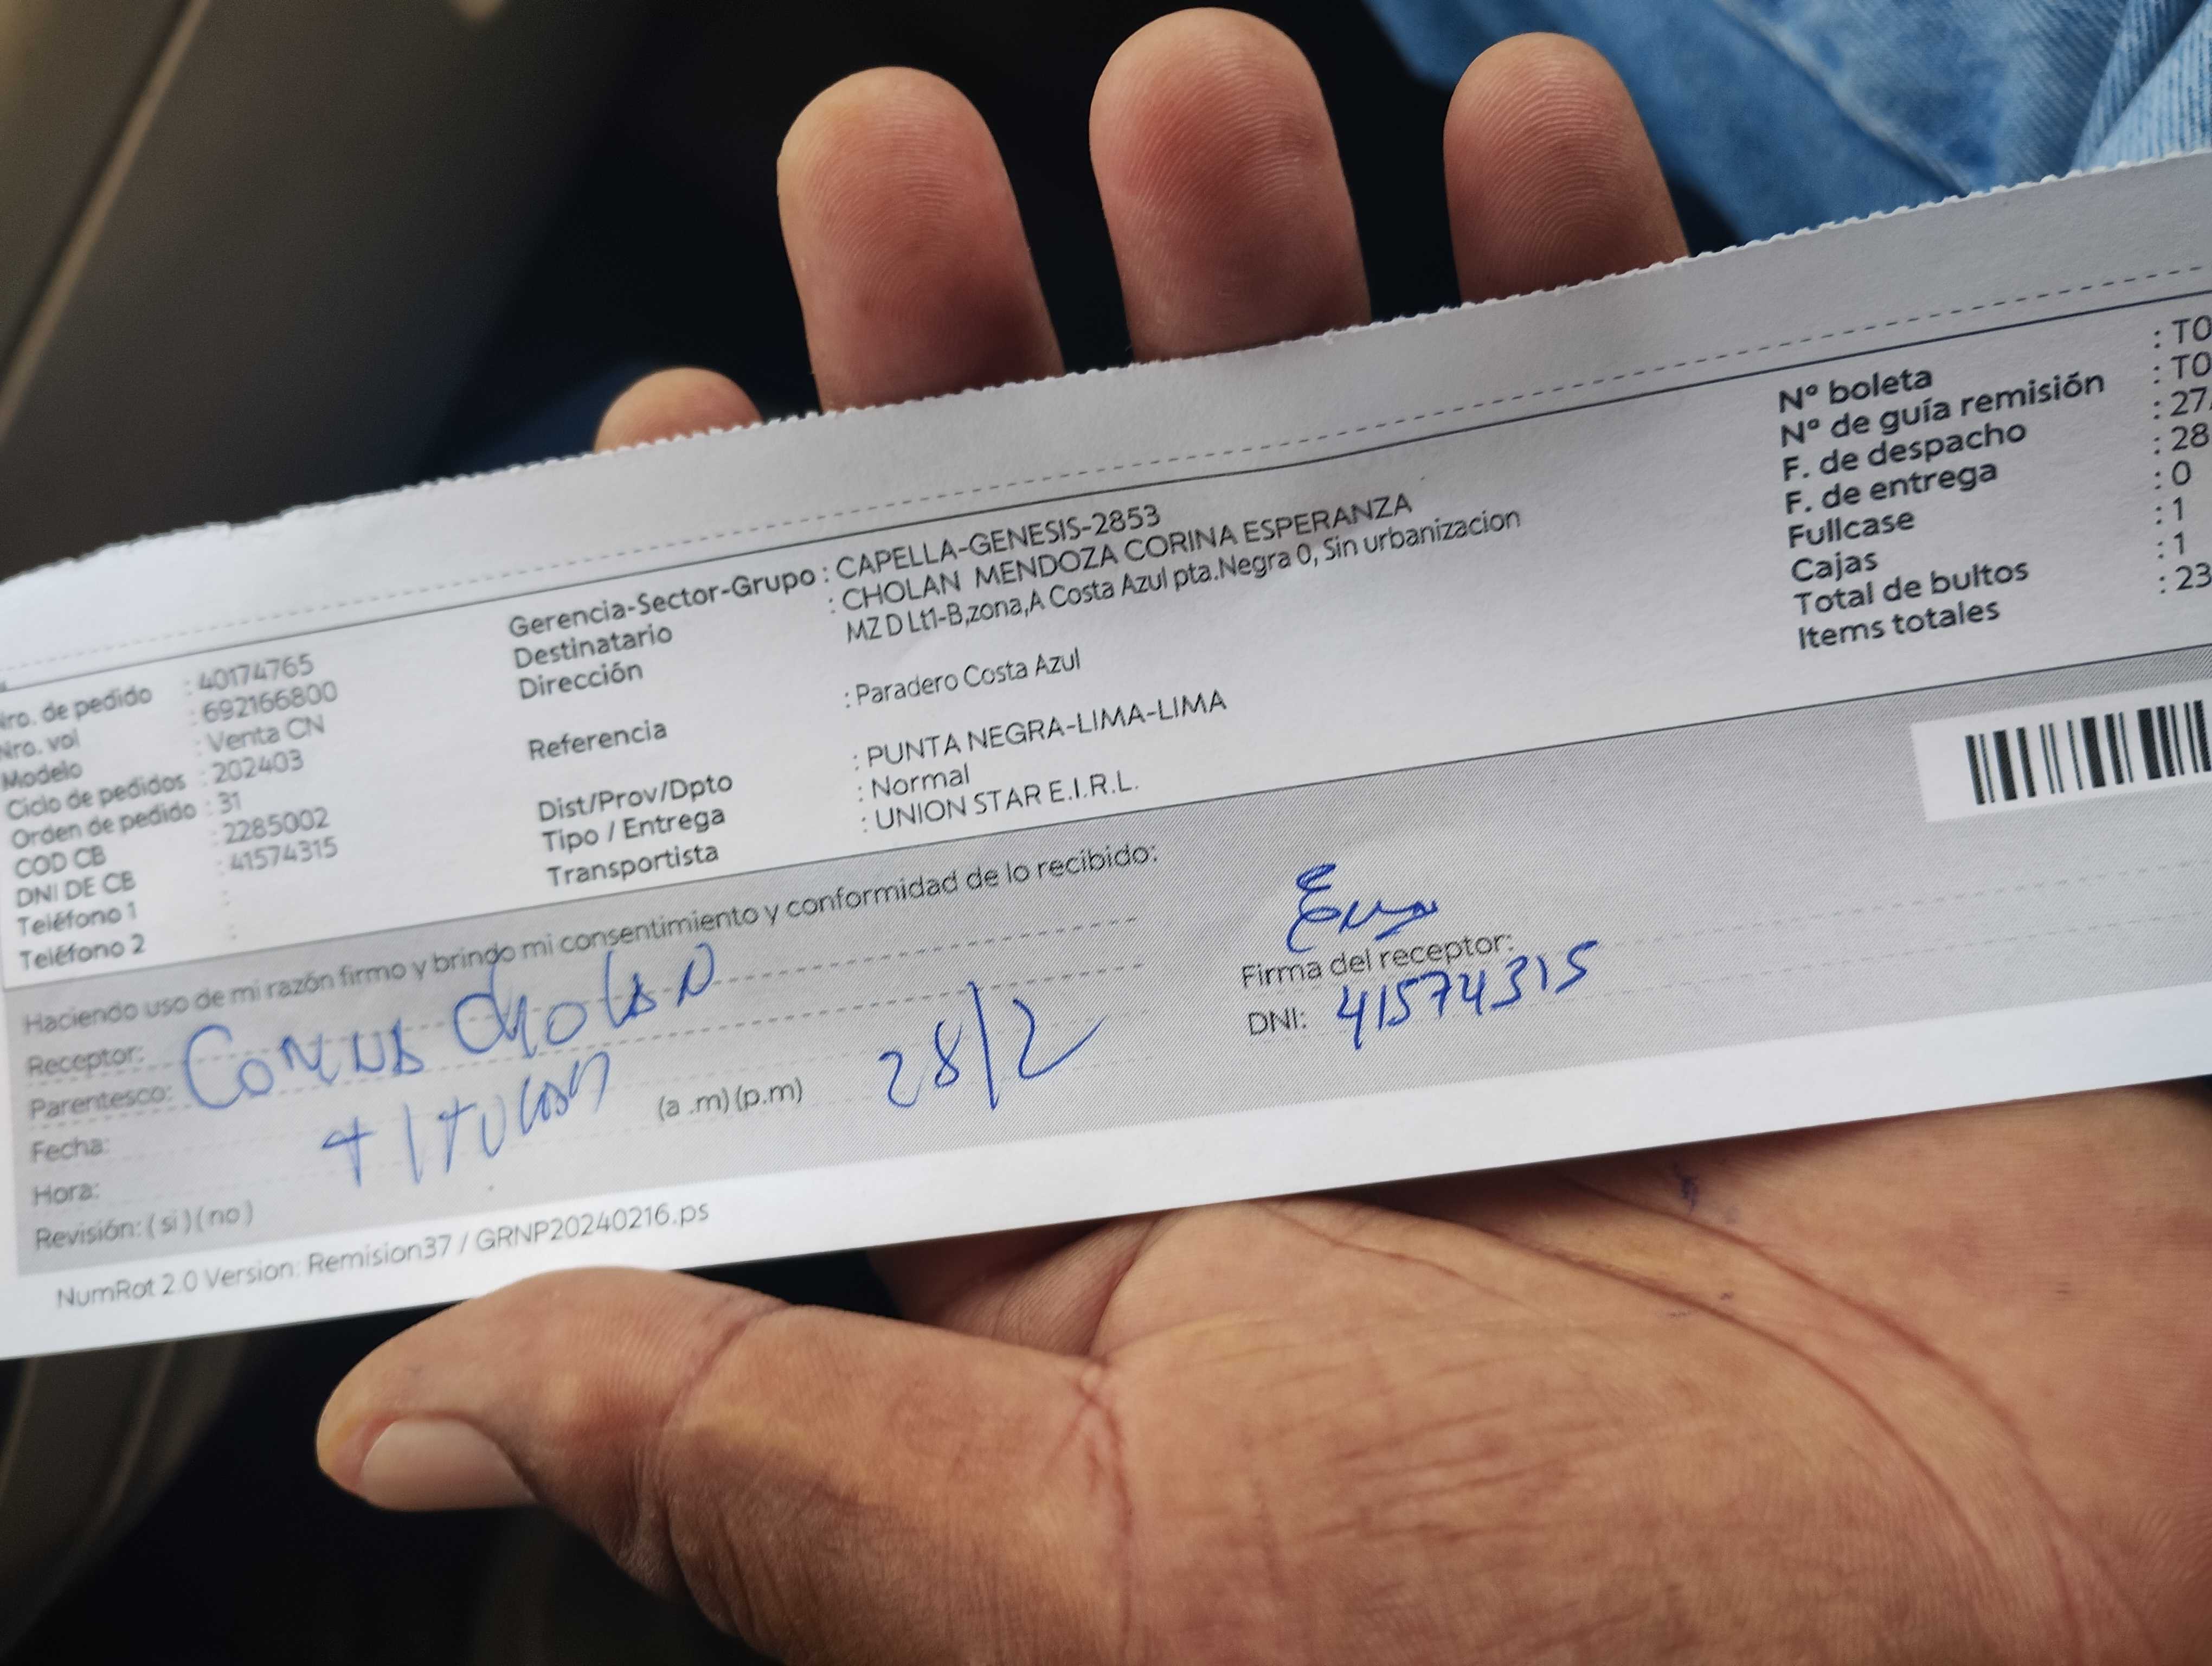 Nro. de pedido : 40174765
Nro. vol : 692166800
Modelo : Venta CN
Ciclo de pedidos : 202403
Orden de pedido : 31
COD CB : 2285002
DNI DE CB : 41574315
Teléfono 1 :
Teléfono 2 :
Gerencia-Sector-Grupo : CAPELLA-GENESIS-2853
Destinatario : CHOLAN MENDOZA CORINA ESPERANZA
Dirección MZ D Lt1-B,zona,A Costa Azul pta.Negra 0, Sin urbanizacion
Referencia : Paradero Costa Azul
Dist/Prov/Dpto : PUNTA NEGRA-LIMA-LIMA
Tipo / Entrega : Normal
Transportista : UNION STAR E.I.R.L.
Nº boleta : TO
Nº de guía remisión : TO
F. de despacho : 27
F. de entrega : 28
Fullcase : 0
Cajas : 1
Total de bultos : 1
Items totales : 23
Haciendo uso de mi razón firmo y brindo mi consentimiento y conformidad de lo recibido:
Receptor:
Parentesco: Cholan
Fecha:
Hora: (a .m) (p.m) 28/2
Revisión: ( si ) ( no )
Firma del receptor:
DNI: 41574315
NumRot 2.0 Version: Remision37 / GRNP20240216.ps